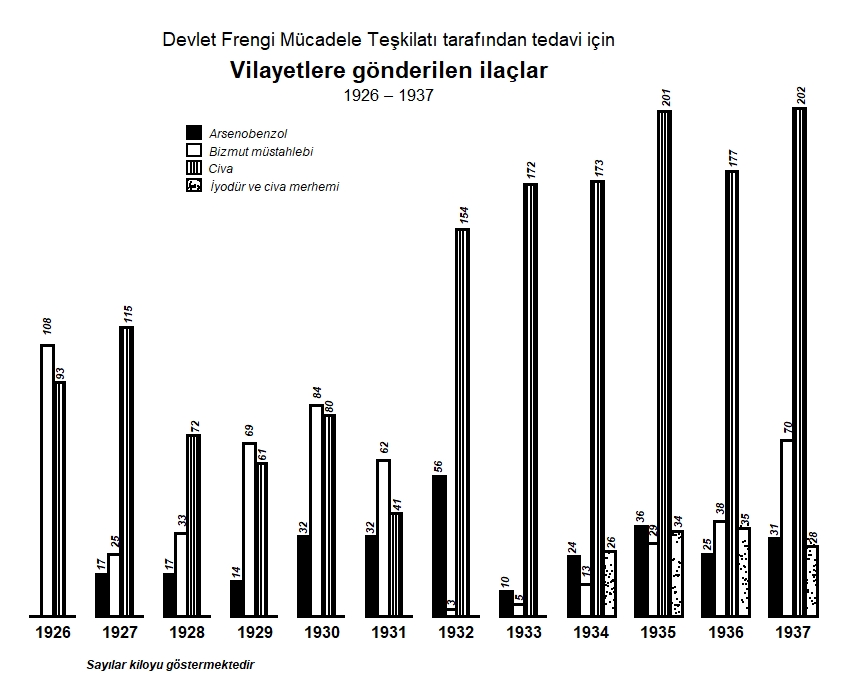 Devlet Frengi Mücadele Teşkilatı tarafından tedavi için
Vilayetlere gönderilen ilaçlar
1926 – 1937
Arsenobenzol
Bizmut müstahlebi
Civa
İyodür ve civa merhemi
108 93
17 25 115
17 33 72
14 69 61
32 84 80
32 62 41
56 3 154
10 5 172
24 13 173 26
36 29 201 34
25 38 177 35
31 70 202 28
1926 1927 1928 1929 1930 1931 1932 1933 1934 1935 1936 1937
Sayılar kiloyu göstermektedir